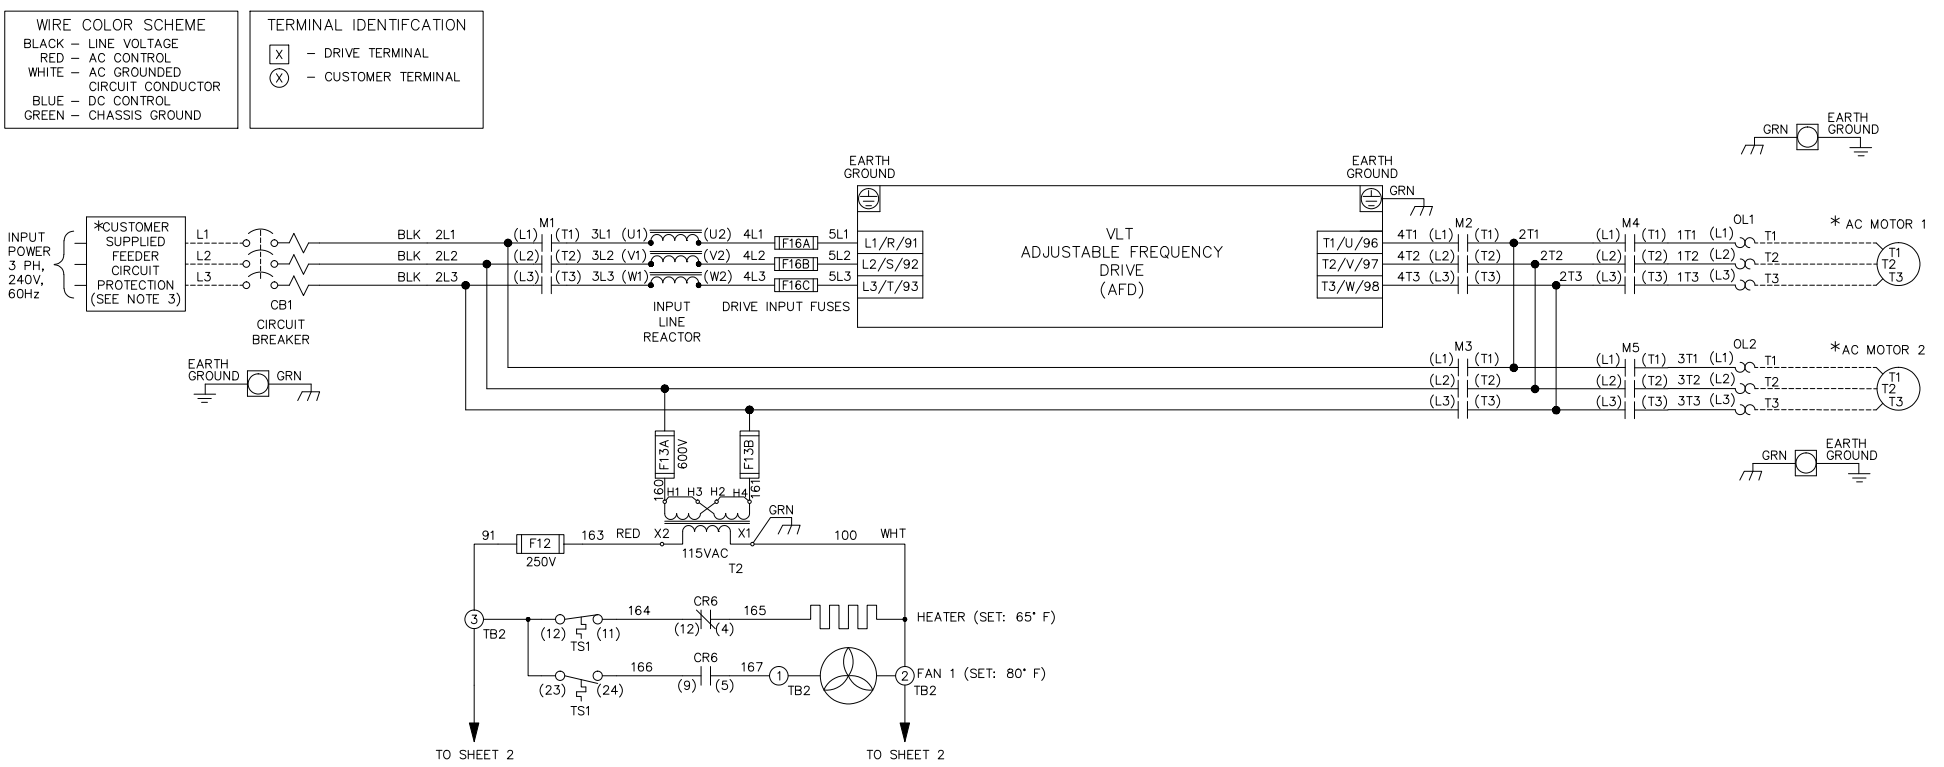 WIRE COLOR SCHEME
BLACK – LINE VOLTAGE
RED – AC CONTROL
WHITE – AC GROUNDED
CIRCUIT CONDUCTOR
BLUE – DC CONTROL
GREEN – CHASSIS GROUND
TERMINAL IDENTIFCATION
X – DRIVE TERMINAL
X – CUSTOMER TERMINAL
GRN
EARTH
GROUND
EARTH
GROUND
EARTH
GROUND
GRN
INPUT
POWER
3 PH,
240V,
60Hz
*CUSTOMER
SUPPLIED
FEEDER
CIRCUIT
PROTECTION
(SEE NOTE 3)
L1
L2
L3
CB1
CIRCUIT
BREAKER
BLK 2L1
BLK 2L2
BLK 2L3
M1
(L1) (T1) 3L1 (U1) (U2) 4L1 F16A 5L1 L1/R/91
(L2) (T2) 3L2 (V1) (V2) 4L2 F16B 5L2 L2/S/92
(L3) (T3) 3L3 (W1) (W2) 4L3 F16C 5L3 L3/T/93
INPUT
LINE
REACTOR
DRIVE INPUT FUSES
VLT
ADJUSTABLE FREQUENCY
DRIVE
(AFD)
M2 M4 OL1 * AC MOTOR 1
T1/U/96 4T1 (L1) (T1) 2T1 (L1) (T1) 1T1 (L1) T1
T2/V/97 4T2 (L2) (T2) 2T2 (L2) (T2) 1T2 (L2) T2
T3/W/98 4T3 (L3) (T3) 2T3 (L3) (T3) 1T3 (L3) T3
T1
T2
T3
EARTH
GROUND
GRN
M3 M5 OL2 *AC MOTOR 2
(L1) (T1) (L1) (T1) 3T1 (L1) T1
(L2) (T2) (L2) (T2) 3T2 (L2) T2
(L3) (T3) (L3) (T3) 3T3 (L3) T3
T1
T2
T3
GRN
EARTH
GROUND
F13A
600V
F13B
160
161
H1 H3 H2 H4
GRN
91 F12 163 RED X2 X1 100 WHT
250V
115VAC
T2
3
TB2
164 CR6 165
(12) (11) (12) (4)
TS1
HEATER (SET: 65° F)
166 CR6 167 1 2 FAN 1 (SET: 80° F)
(23) (24) (9) (5) TB2 TB2
TS1
TO SHEET 2
TO SHEET 2